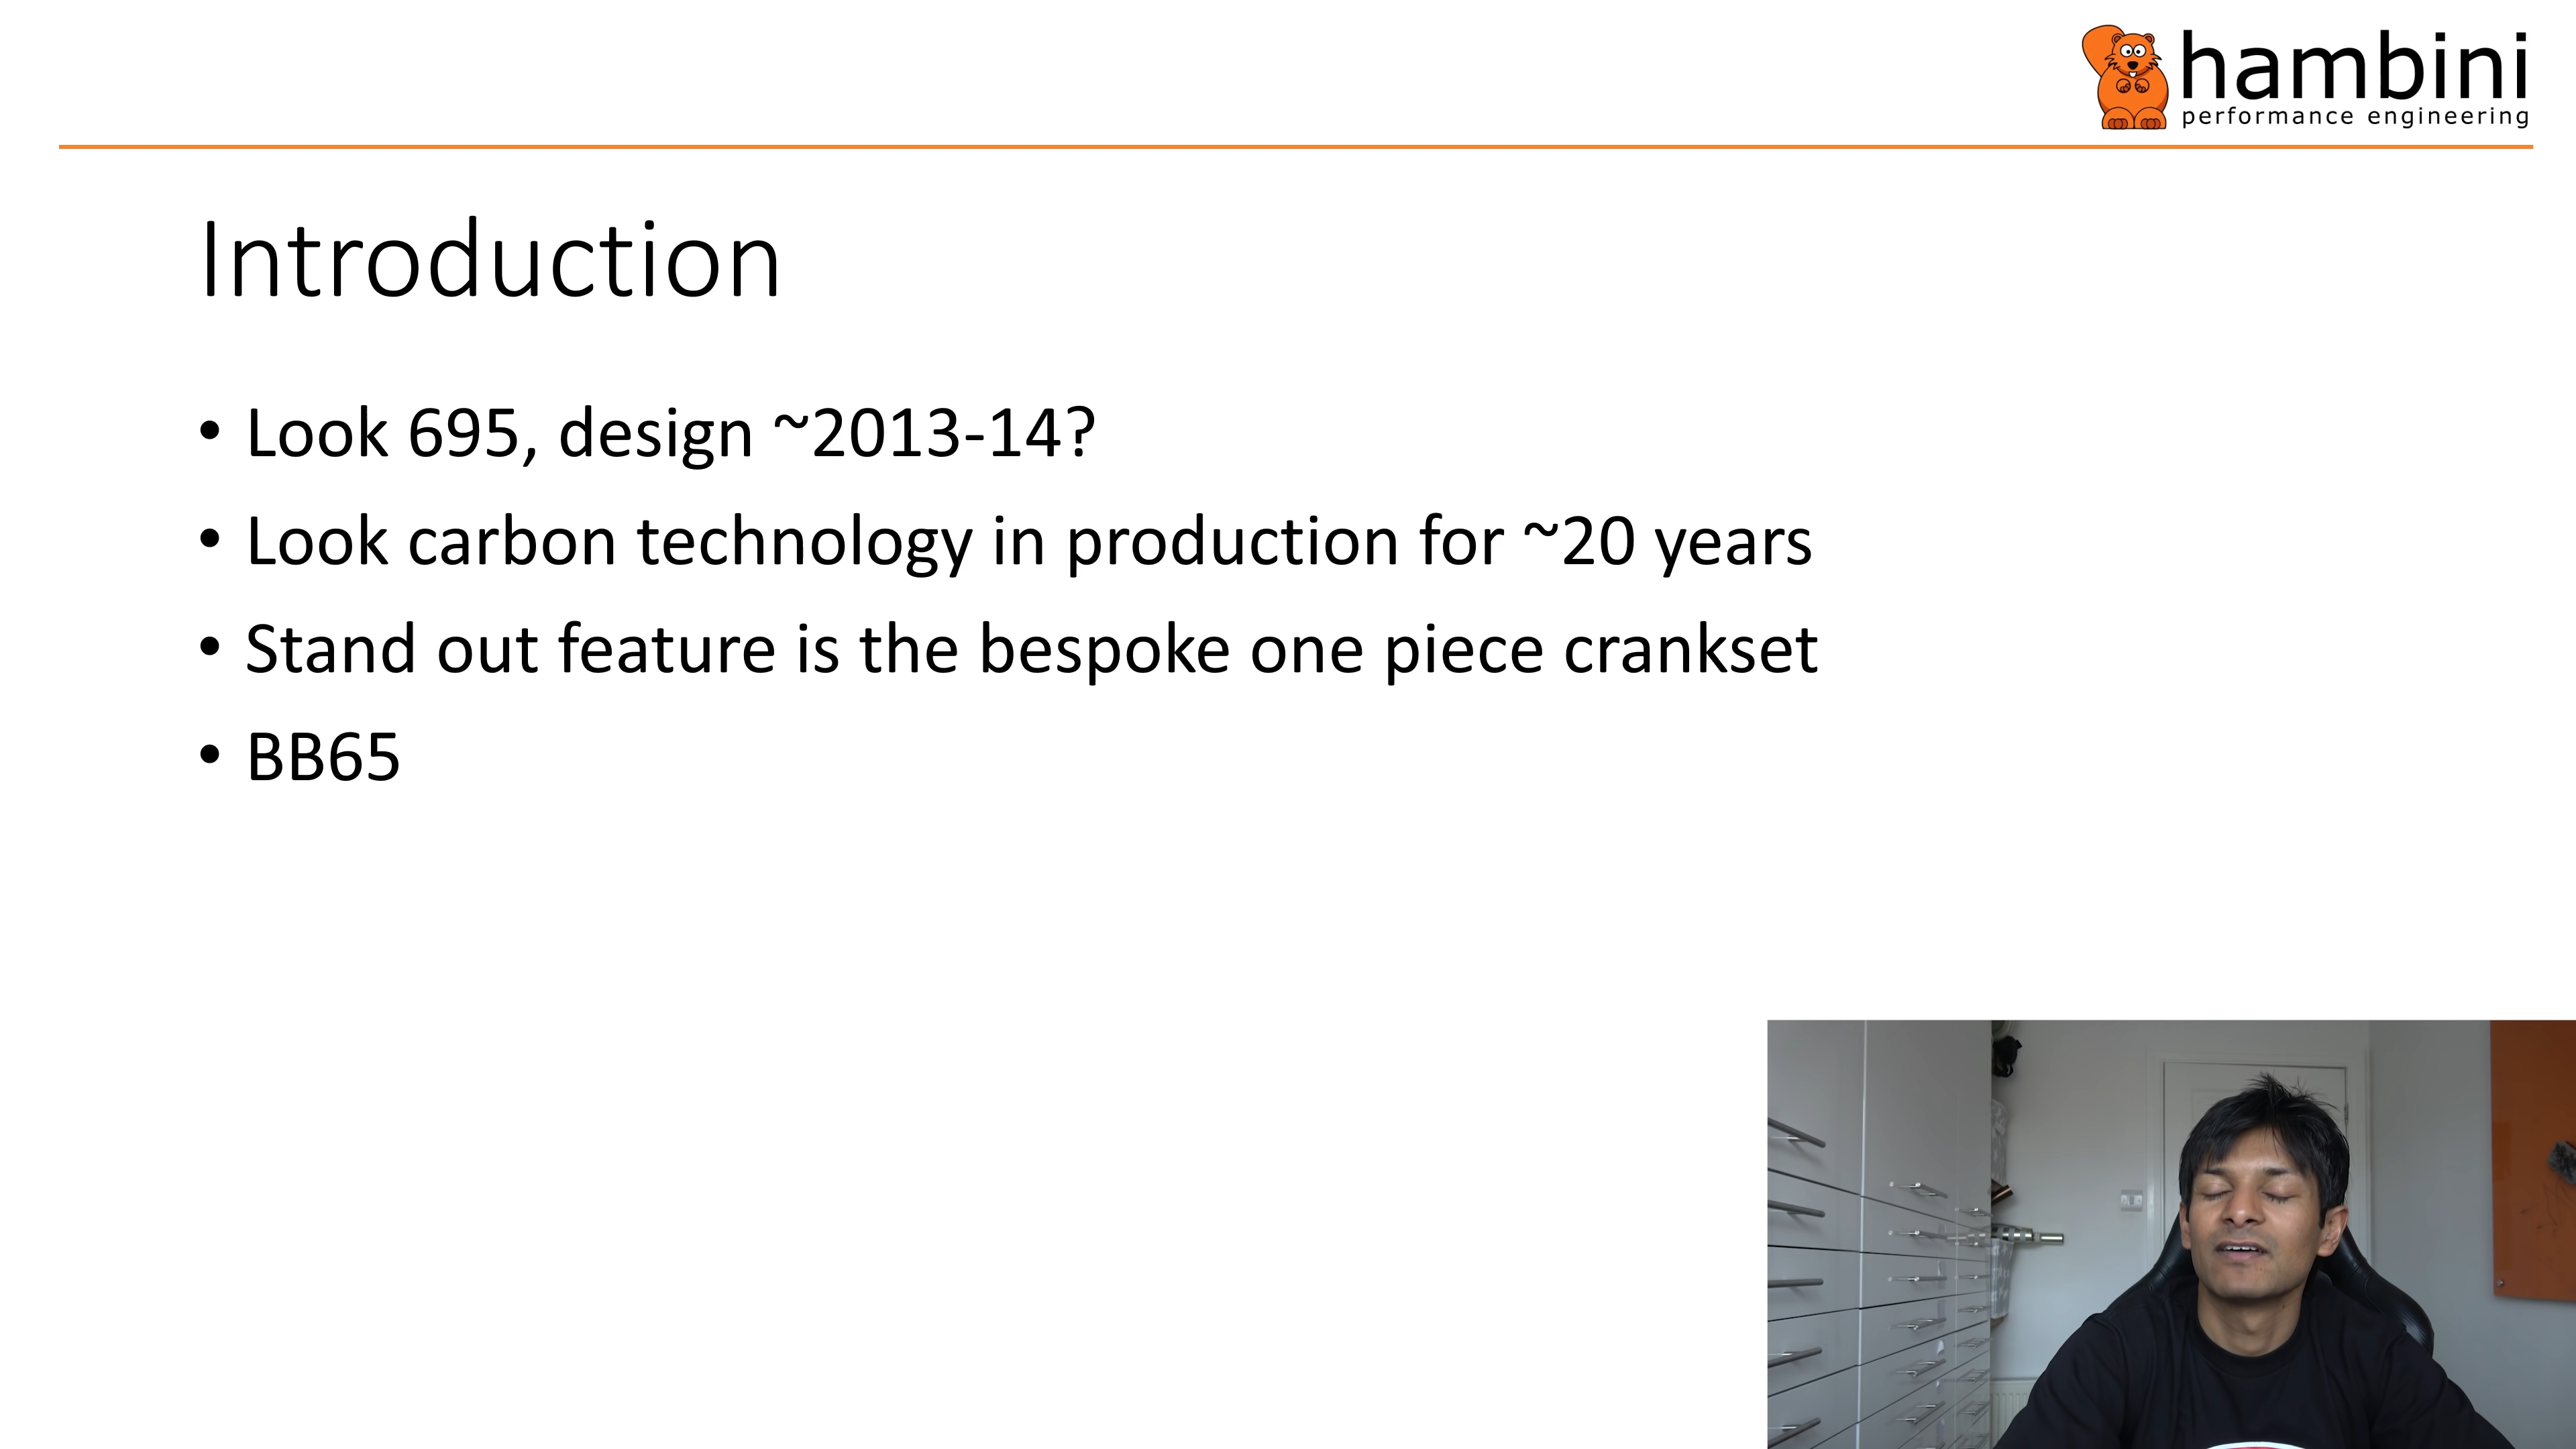 hambini
performance engineering
Introduction
• Look 695, design ~2013-14?
• Look carbon technology in production for ~20 years
• Stand out feature is the bespoke one piece crankset
• BB65